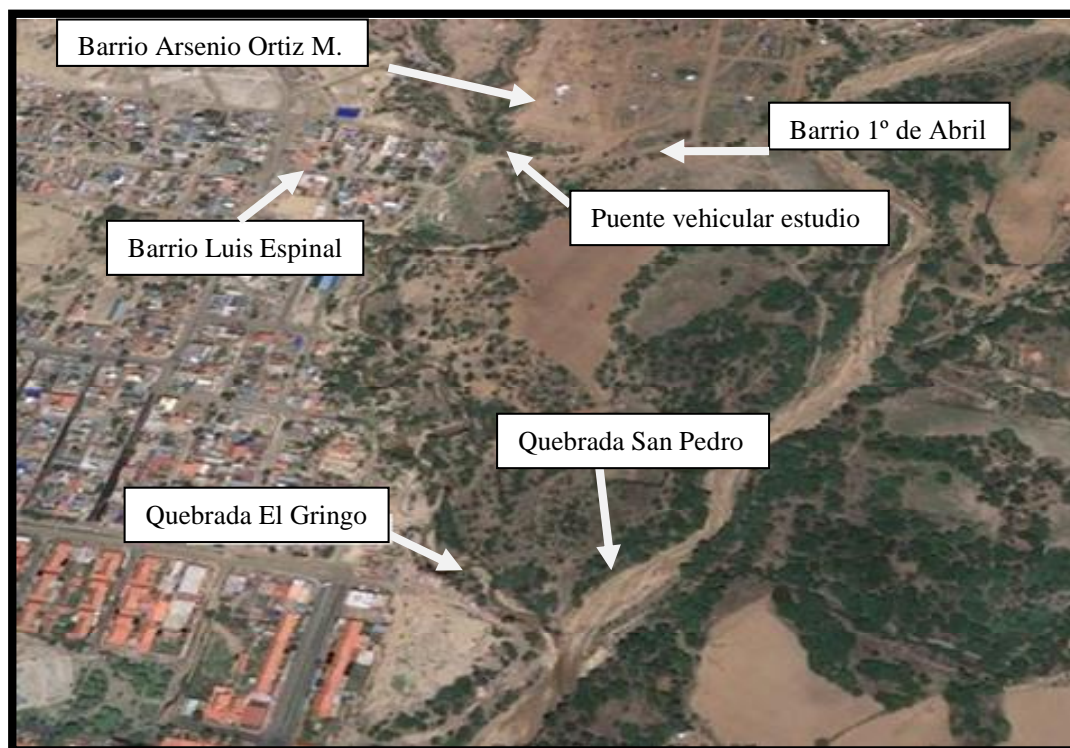 Barrio Arsenio Ortiz M.
Barrio 1º de Abril
Puente vehicular estudio
Barrio Luis Espinal
Quebrada San Pedro
Quebrada El Gringo